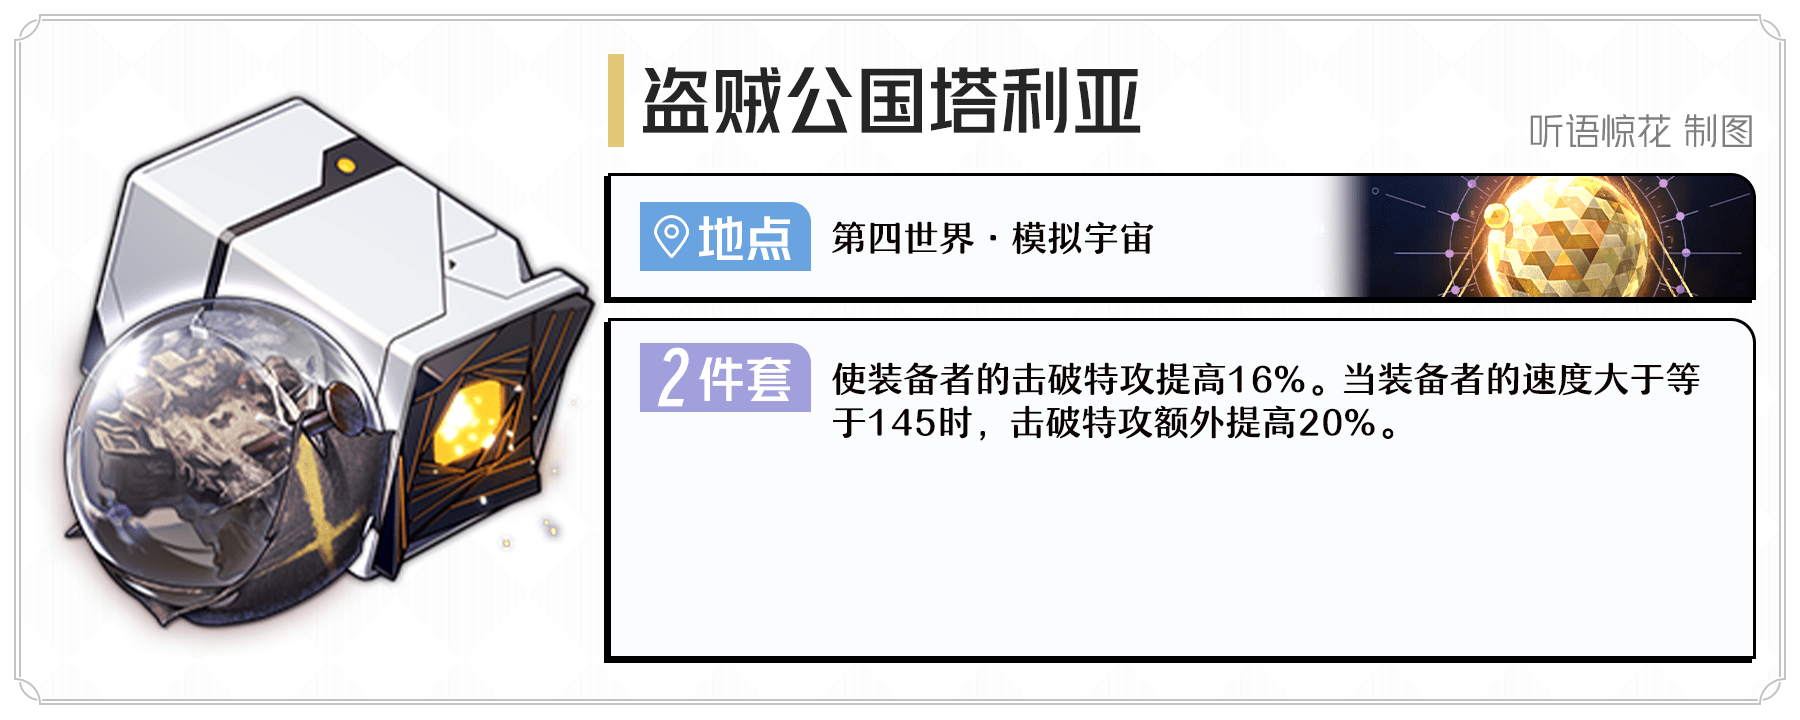 盗贼公国塔利亚
听语惊花 制图
地点
第四世界·模拟宇宙
2件套
使装备者的击破特攻提高16%。当装备者的速度大于等
于145时，击破特攻额外提高20%。